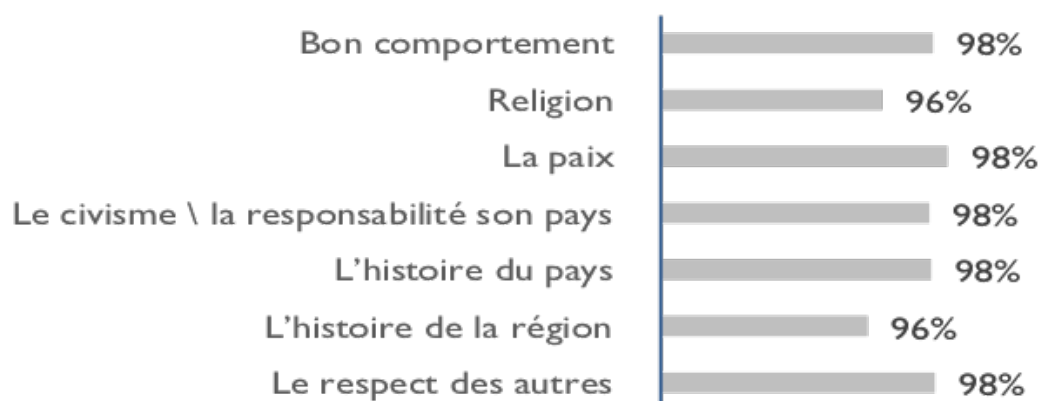 Bon comportement 98%
Religion 96%
La paix 98%
Le civisme \ la responsabilité son pays 98%
L'histoire du pays 98%
L'histoire de la région 96%
Le respect des autres 98%